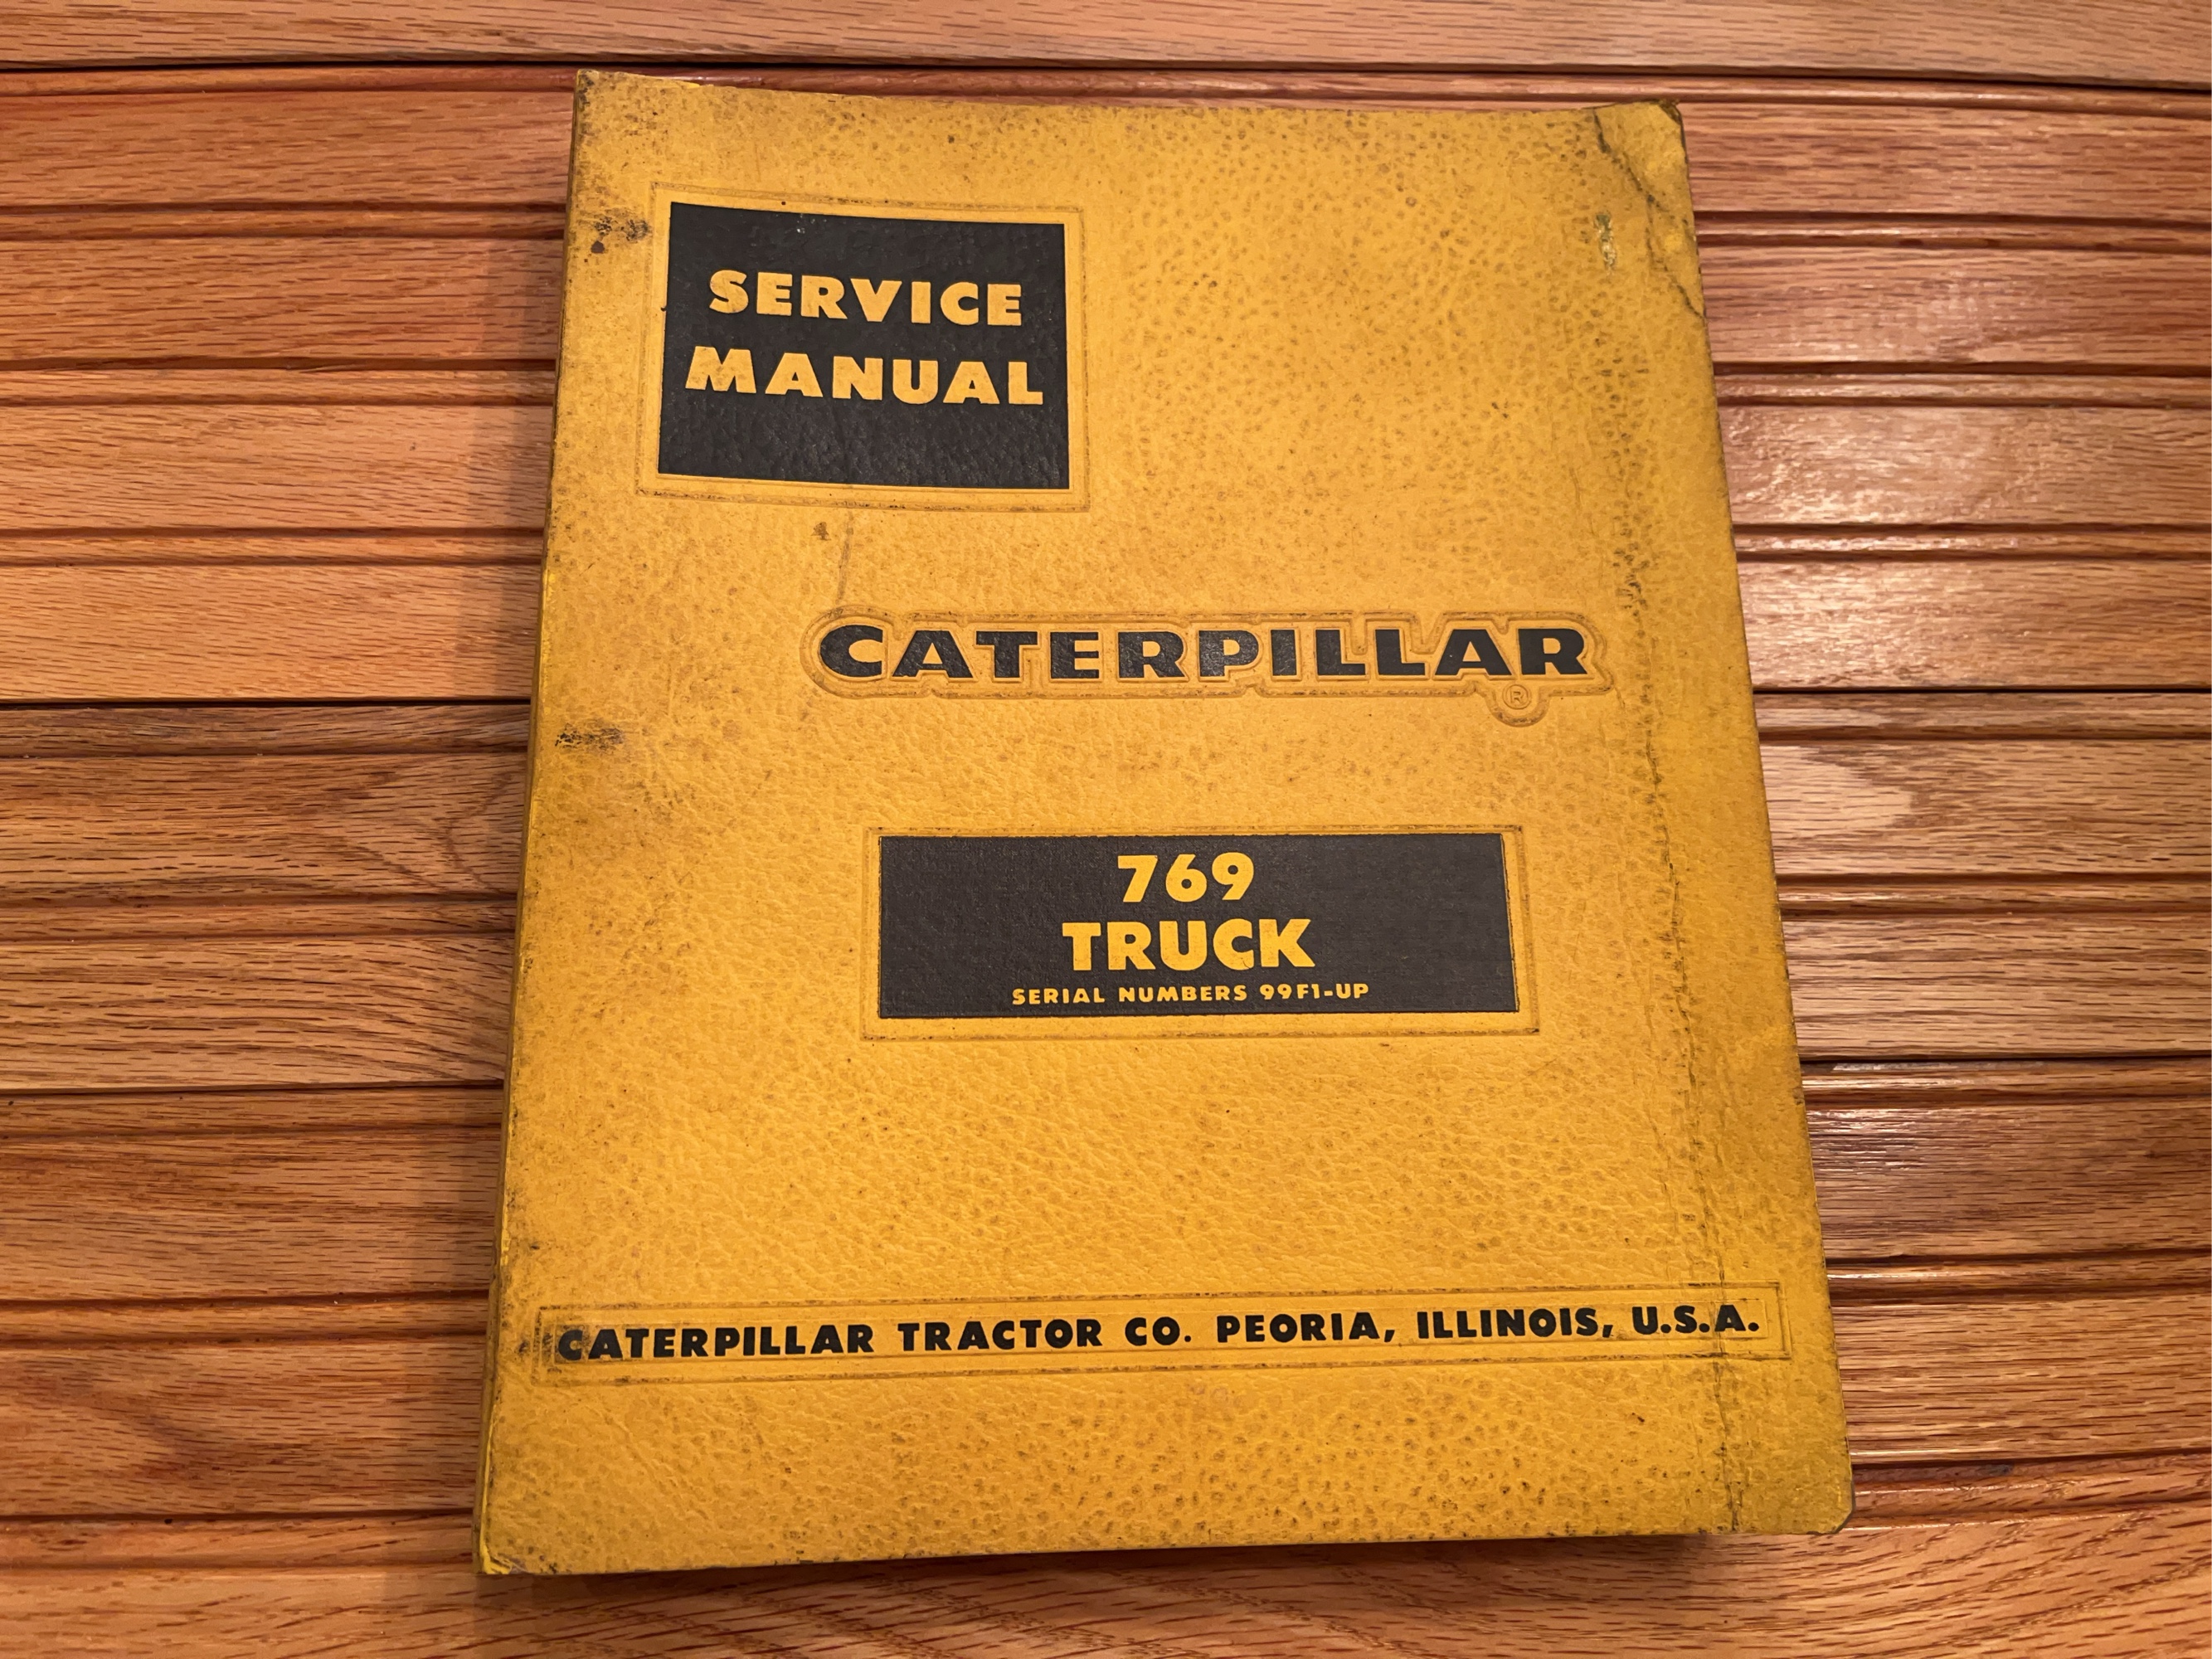 SERVICE
MANUAL
CATERPILLAR
®
769
TRUCK
SERIAL NUMBERS 99F1-UP
CATERPILLAR TRACTOR CO. PEORIA, ILLINOIS, U.S.A.